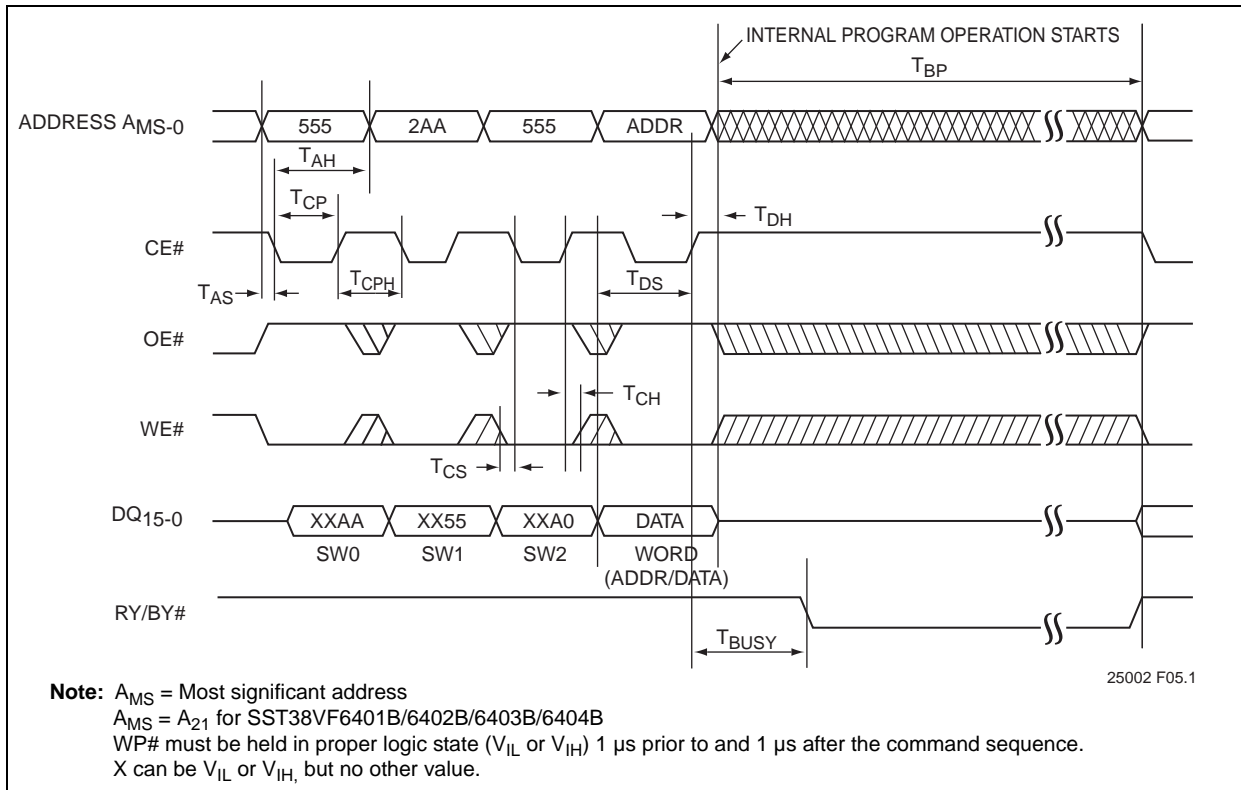 INTERNAL PROGRAM OPERATION STARTS
TBP
ADDRESS AMS-0
555
2AA
555
ADDR
TAH
TCP
TDH
CE#
TCPH
TDS
TAS
OE#
TCH
WE#
TCS
DQ15-0
XXAA
XX55
XXA0
DATA
SW0
SW1
SW2
WORD
(ADDR/DATA)
RY/BY#
TBUSY
25002 F05.1
Note: AMS = Most significant address
AMS = A21 for SST38VF6401B/6402B/6403B/6404B
WP# must be held in proper logic state (VIL or VIH) 1 µs prior to and 1 µs after the command sequence.
X can be VIL or VIH, but no other value.